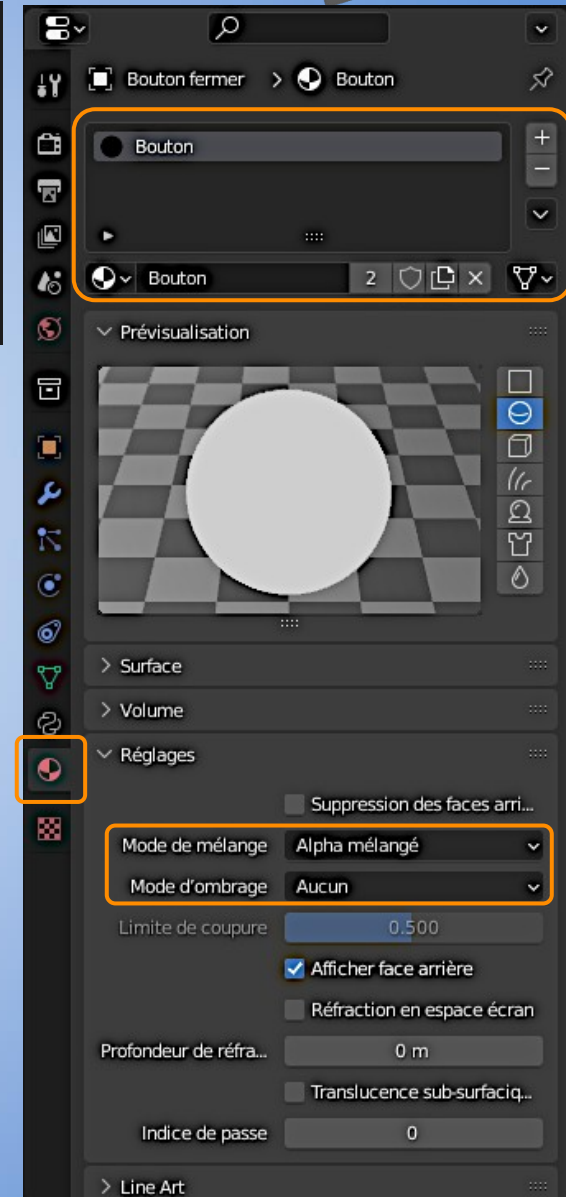 Bouton fermer > Bouton
Bouton
Bouton 2
Prévisualisation
Surface
Volume
Réglages
Suppression des faces arri...
Mode de mélange Alpha mélangé
Mode d'ombrage Aucun
Limite de coupure 0.500
Afficher face arrière
Réfraction en espace écran
Profondeur de réfra... 0 m
Translucence sub-surfaciq...
Indice de passe 0
Line Art